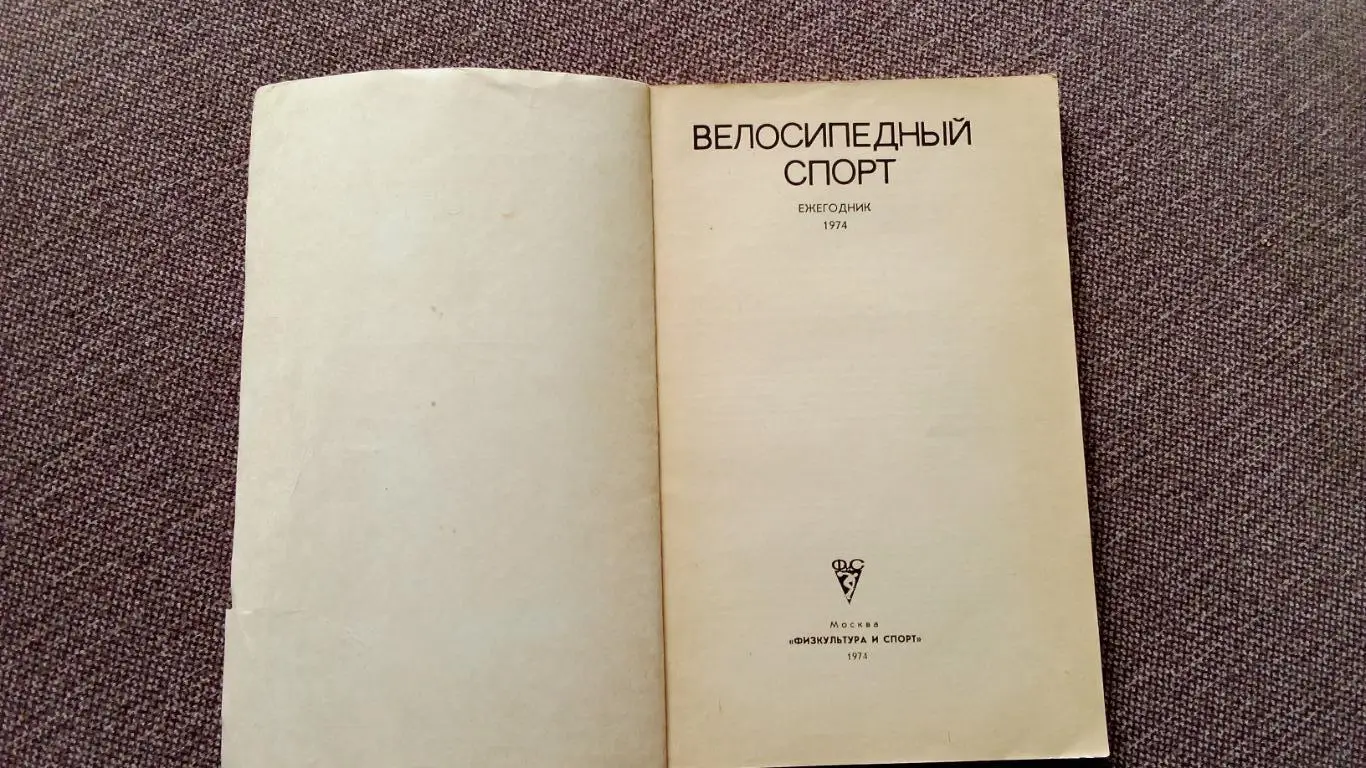 ВЕЛОСИПЕДНЫЙ
СПОРТ
ЕЖЕГОДНИК
1974
ФиС
Москва
«ФИЗКУЛЬТУРА И СПОРТ»
1974